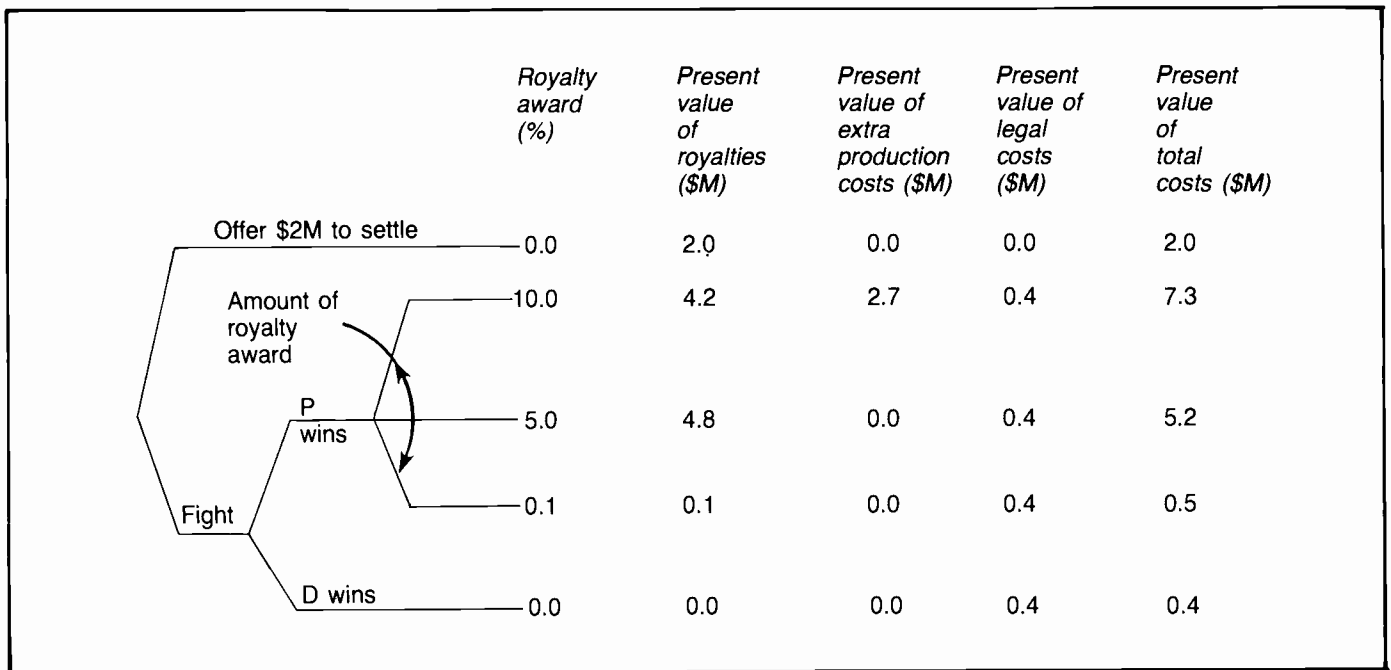 Royalty award (%)
Present value of royalties ($M)
Present value of extra production costs ($M)
Present value of legal costs ($M)
Present value of total costs ($M)
Offer $2M to settle 0.0 2.0 0.0 0.0 2.0
Amount of royalty award
10.0 4.2 2.7 0.4 7.3
P wins 5.0 4.8 0.0 0.4 5.2
0.1 0.1 0.0 0.4 0.5
Fight
D wins 0.0 0.0 0.0 0.4 0.4